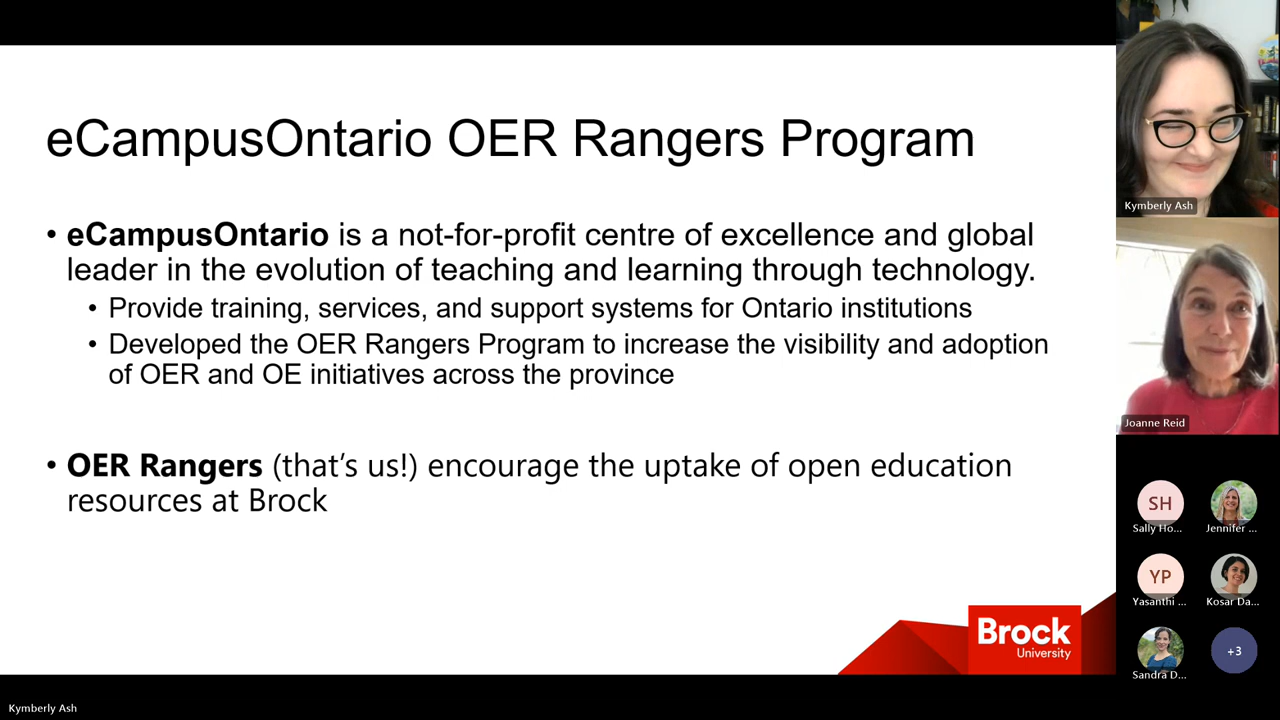 eCampusOntario OER Rangers Program
• eCampusOntario is a not-for-profit centre of excellence and global
leader in the evolution of teaching and learning through technology.
• Provide training, services, and support systems for Ontario institutions
• Developed the OER Rangers Program to increase the visibility and adoption
of OER and OE initiatives across the province
• OER Rangers (that's us!) encourage the uptake of open education
resources at Brock
Brock
University
Kymberly Ash
Joanne Reid
SH
Sally Ho...
Jennifer ...
YP
Yasanthi ...
Kosar Da...
Sandra D...
+3
Kymberly Ash